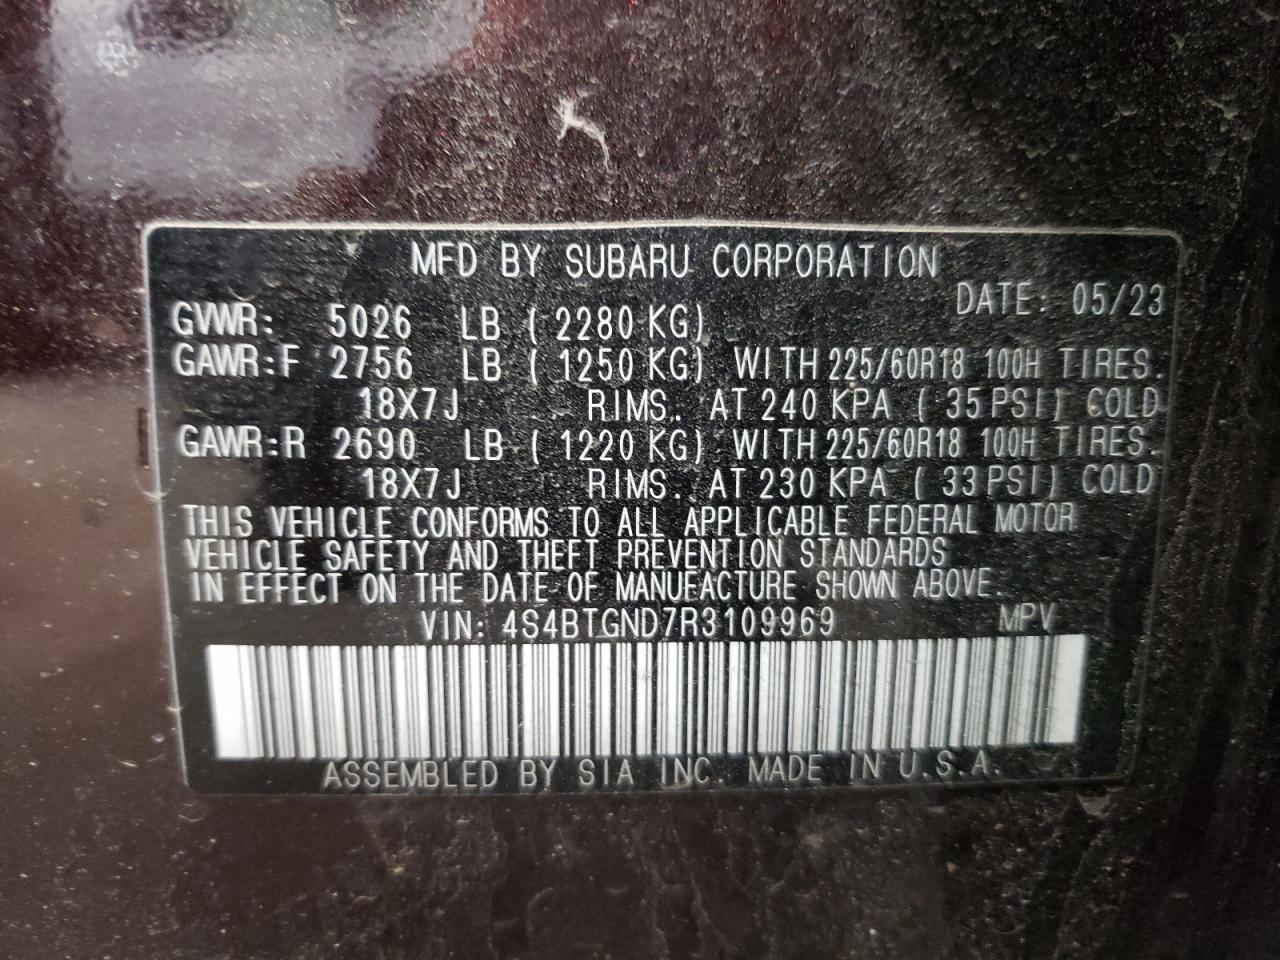 MFD BY SUBARU CORPORATION
DATE: 05/23
GVWR: 5026 LB ( 2280 KG)
GAWR:F 2756 LB ( 1250 KG) WITH 225/60R18 100H TIRES.
18X7J RIMS. AT 240 KPA ( 35 PSI) COLD
GAWR:R 2690 LB ( 1220 KG) WITH 225/60R18 100H TIRES.
18X7J RIMS. AT 230 KPA ( 33 PSI) COLD
THIS VEHICLE CONFORMS TO ALL APPLICABLE FEDERAL MOTOR
VEHICLE SAFETY AND THEFT PREVENTION STANDARDS
IN EFFECT ON THE DATE OF MANUFACTURE SHOWN ABOVE.
VIN: 4S4BTGND7R3109969 MPV
ASSEMBLED BY SIA INC. MADE IN U.S.A.